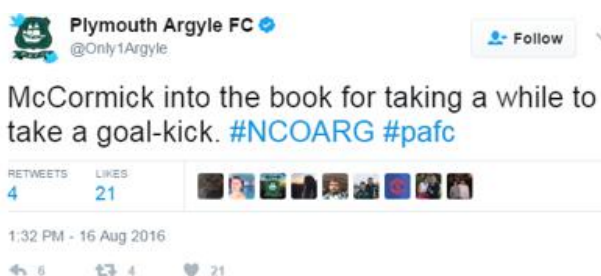 Plymouth Argyle FC
@Only1Argyle
Follow
McCormick into the book for taking a while to
take a goal-kick. #NCOARG #pafc
RETWEETS LIKES
4 21
1:32 PM - 16 Aug 2016
6 4 21